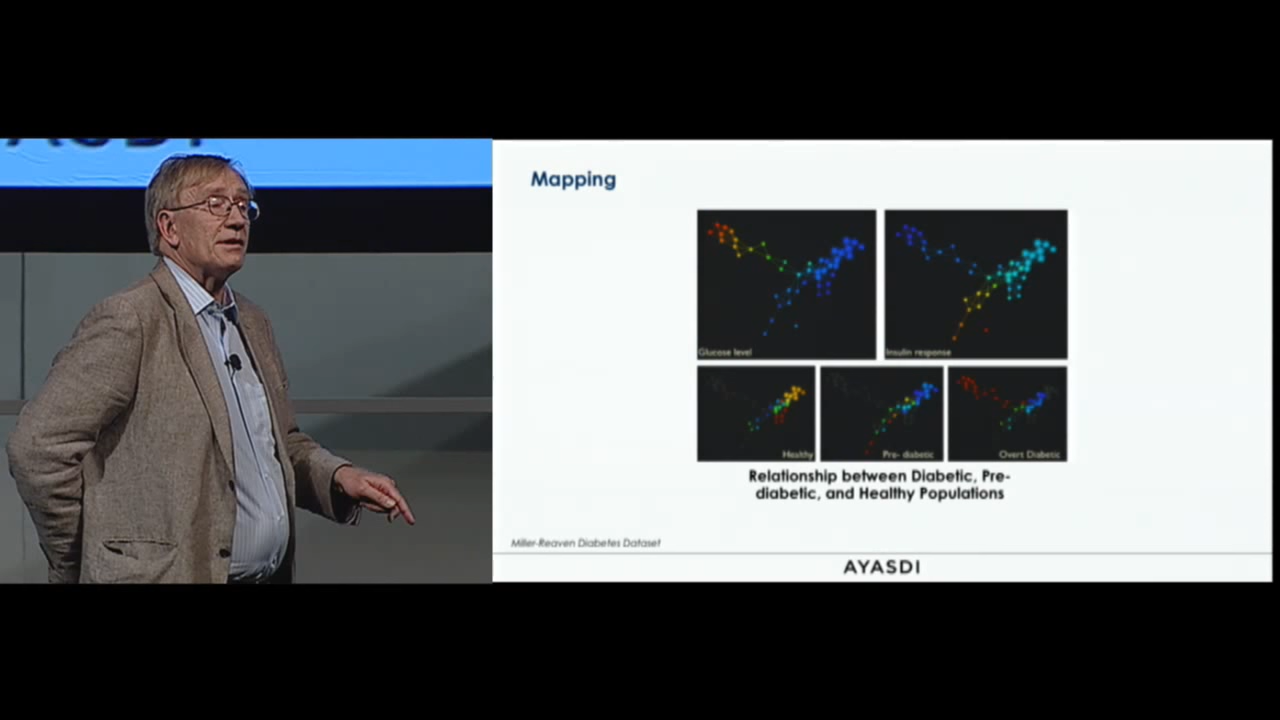 Mapping
Glucose level
Insulin response
Healthy
Pre- diabetic
Overt Diabetic
Relationship between Diabetic, Pre-
diabetic, and Healthy Populations
Miller-Reaven Diabetes Dataset
AYASDI